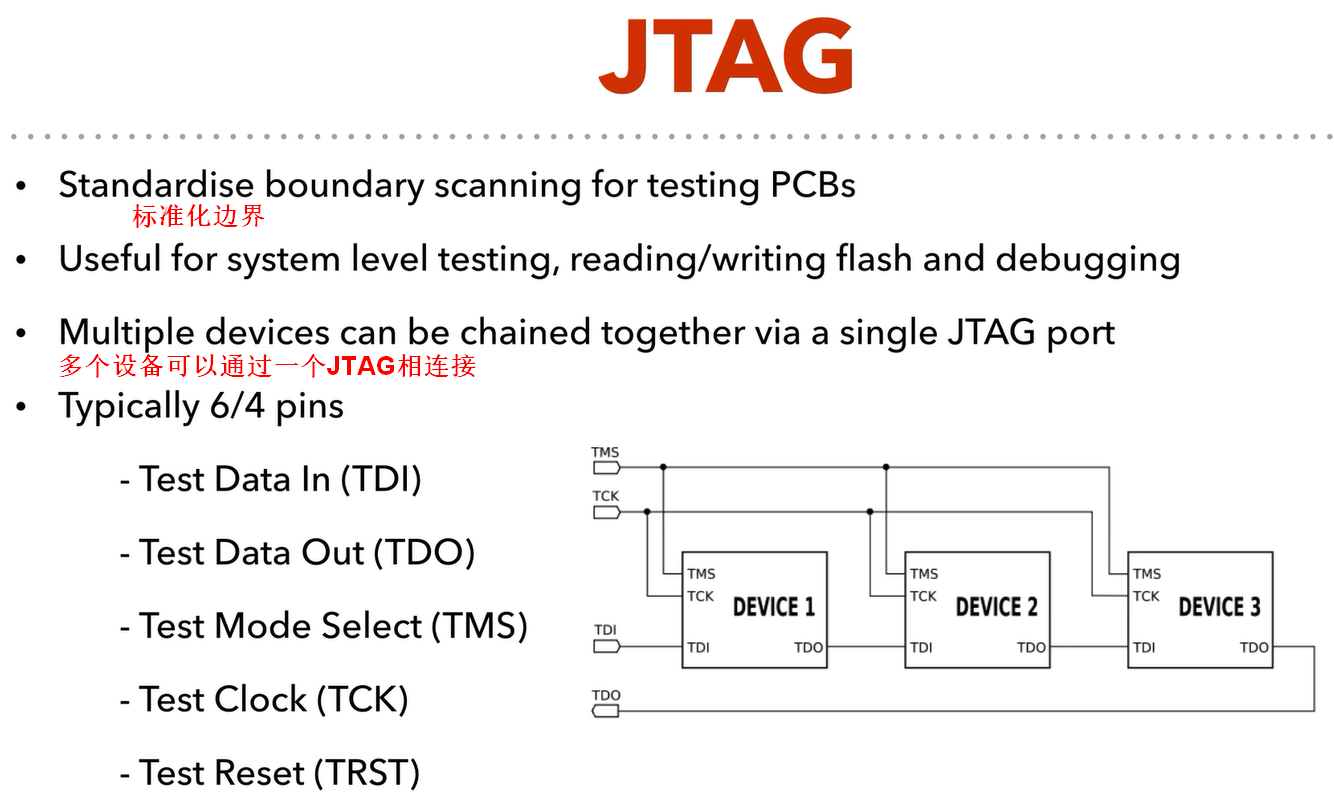 JTAG
• Standardise boundary scanning for testing PCBs
标准化边界
• Useful for system level testing, reading/writing flash and debugging
• Multiple devices can be chained together via a single JTAG port
多个设备可以通过一个JTAG相连接
• Typically 6/4 pins
- Test Data In (TDI)
- Test Data Out (TDO)
- Test Mode Select (TMS)
- Test Clock (TCK)
- Test Reset (TRST)
TMS
TCK
TMS
TCK
DEVICE 1
TDI
TDO
TMS
TCK
DEVICE 2
TDI
TDO
TMS
TCK
DEVICE 3
TDI
TDO
TDI
TDO